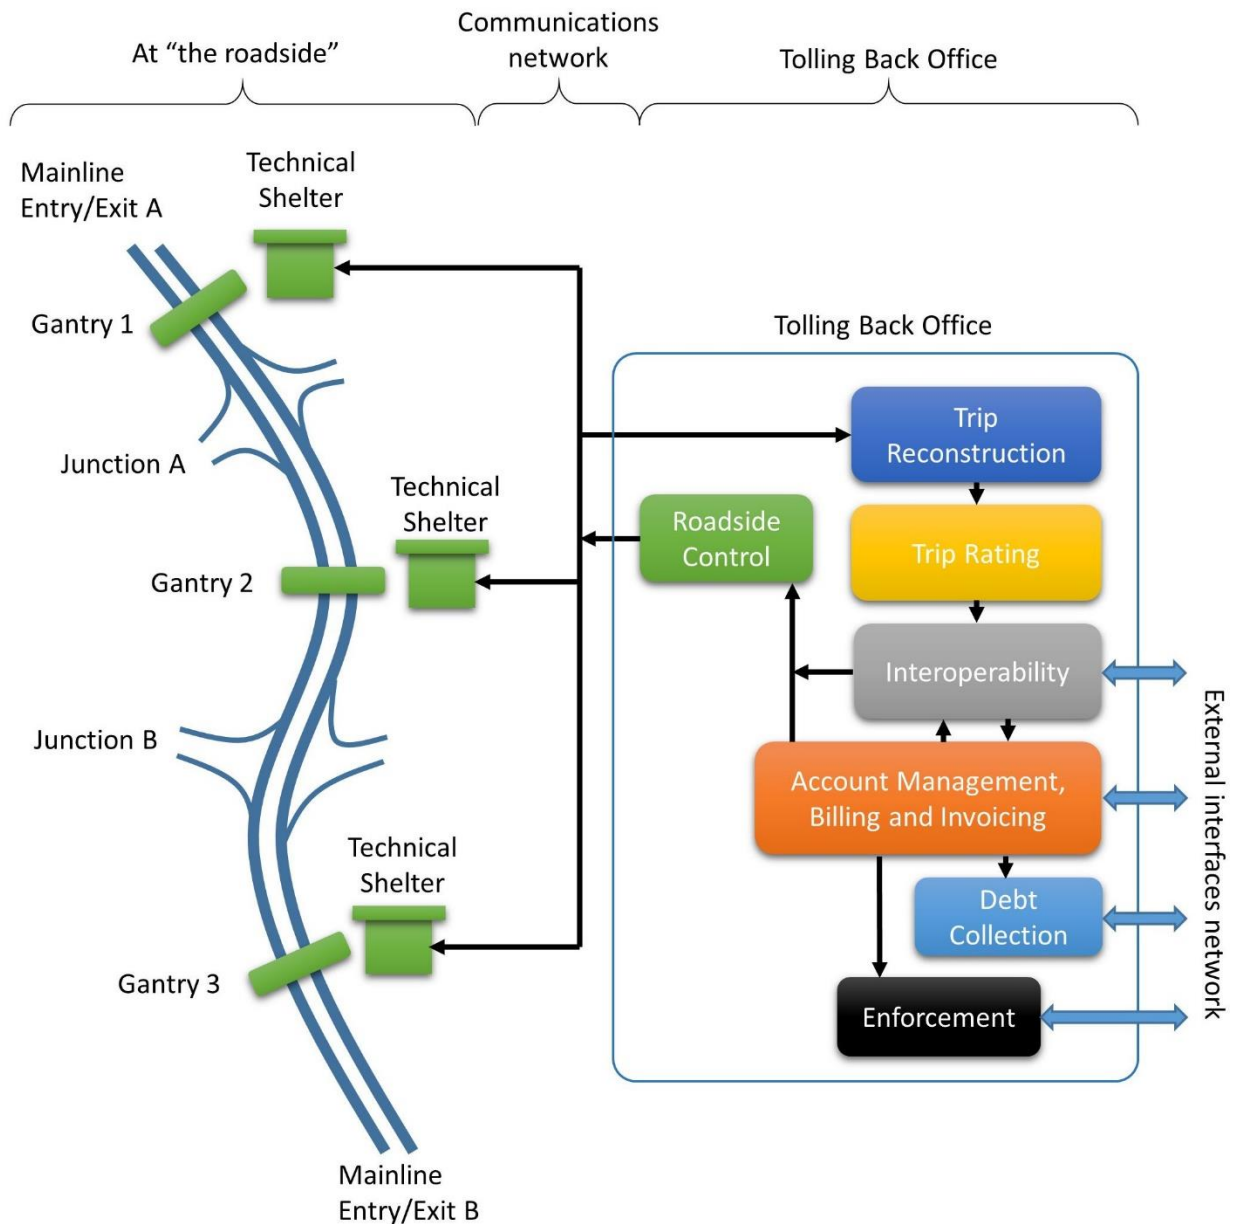 At “the roadside”
Communications
network
Tolling Back Office
Mainline
Entry/Exit A
Technical
Shelter
Gantry 1
Junction A
Technical
Shelter
Gantry 2
Junction B
Technical
Shelter
Gantry 3
Mainline
Entry/Exit B
Tolling Back Office
Trip
Reconstruction
Roadside
Control
Trip Rating
Interoperability
Account Management,
Billing and Invoicing
Debt
Collection
Enforcement
External interfaces network